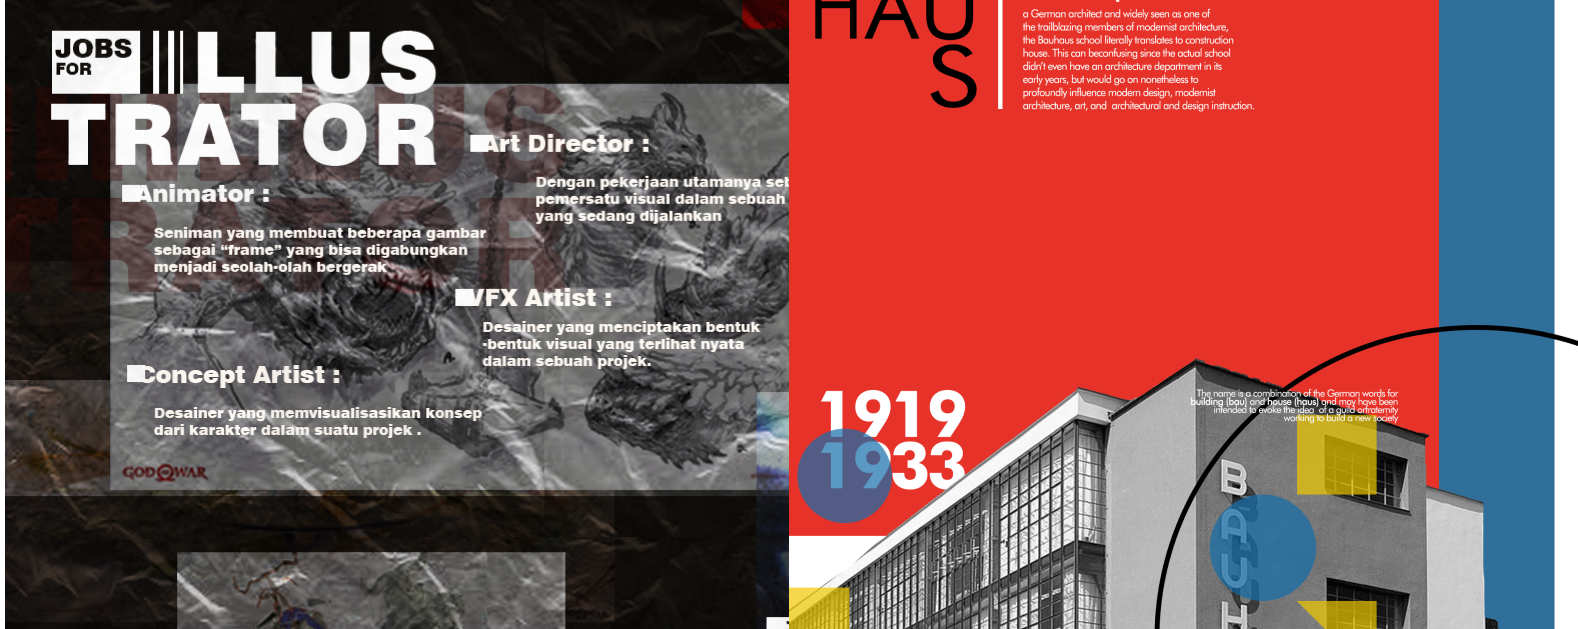 JOBS
FOR
ILLUS
TRATOR
Animator :
Seniman yang membuat beberapa gambar
sebagai “frame” yang bisa digabungkan
menjadi seolah-olah bergerak
Concept Artist :
Desainer yang memvisualisasikan konsep
dari karakter dalam suatu projek .
GOD OF WAR
Art Director :
Dengan pekerjaan utamanya seb
pemersatu visual dalam sebuah
yang sedang dijalankan
VFX Artist :
Desainer yang menciptakan bentuk
-bentuk visual yang terlihat nyata
dalam sebuah projek.
HAU
S
a German architect and widely seen as one of
the trailblazing members of modernist architecture,
the Bauhaus school literally translates to construction
house. This can beconfusing since the actual school
didn’t even have an architecture department in its
early years, but would go on nonetheless to
profoundly influence modern design, modernist
architecture, art, and architectural and design instruction.
1919
1933
The name is a combination of the German words for
building (bau) and house (haus) and may have been
intended to evoke the idea of a guild orfraternity
working to build a new society
B
A
U
H